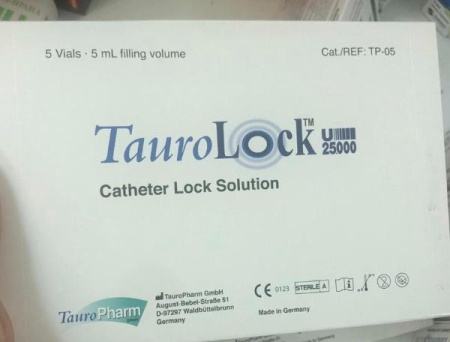 5 Vials · 5 mL filling volume
Cat./REF: TP-05
TauroLock™ U 25000
Catheter Lock Solution
TauroPharm
TauroPharm GmbH
August-Bebel-Straße 51
D-97297 Waldbüttelbrunn
Germany
CE 0123 STERILE A
Made in Germany